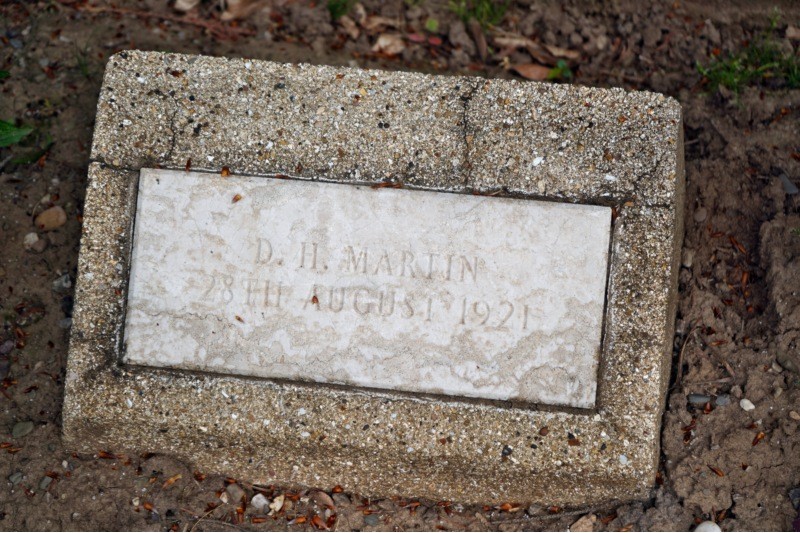 D. H. MARTIN
28TH AUGUST 1921